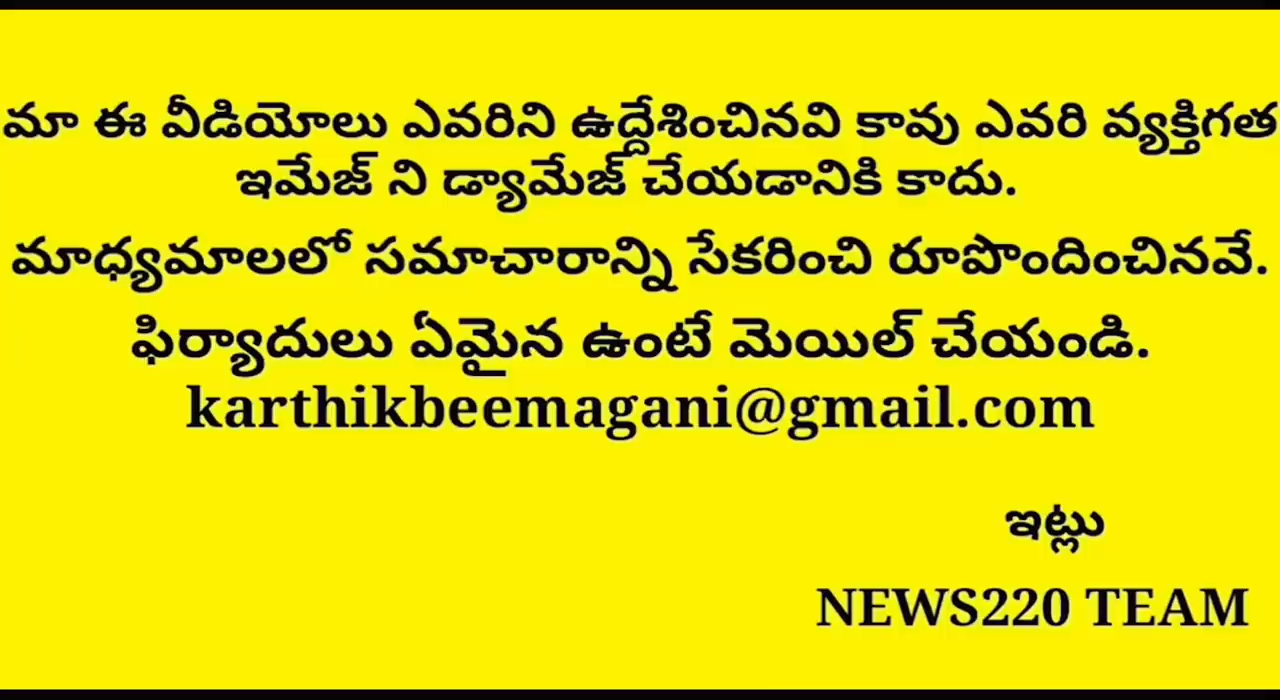 మా ఈ వీడియోలు ఎవరిని ఉద్దేశించినవి కావు ఎవరి వ్యక్తిగత
ఇమేజ్ ని డ్యామేజ్ చేయడానికి కాదు.
మాధ్యమాలలో సమాచారాన్ని సేకరించి రూపొందించినవే.
ఫిర్యాదులు ఏమైన ఉంటే మెయిల్ చేయండి.
karthikbeemagani@gmail.com
ఇట్లు
NEWS220 TEAM